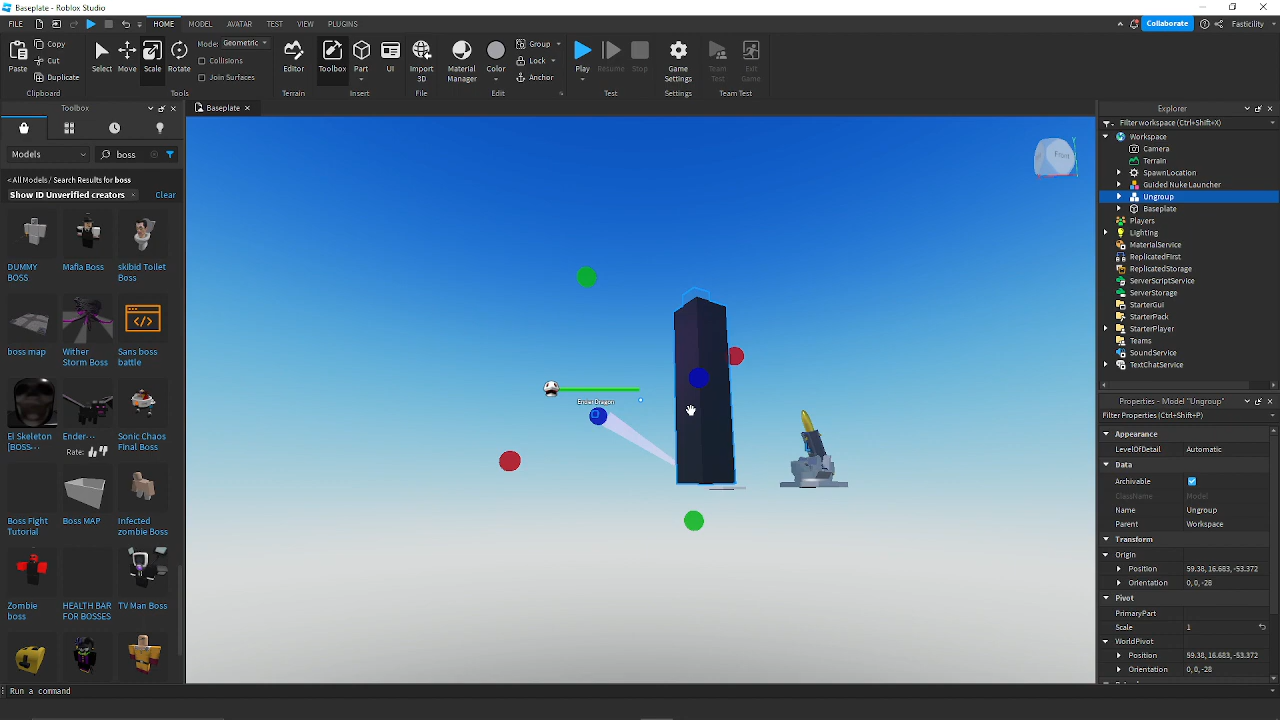 Baseplate - Roblox Studio
FILE HOME MODEL AVATAR TEST VIEW PLUGINS Collaborate Fasticility
Paste Copy Cut Duplicate
Select Move Scale Rotate
Mode: Geometric
Collisions
Join Surfaces
Editor Toolbox Part UI Import 3D Material Manager Color
Group
Lock
Anchor
Play Resume Stop Game Settings Team Test Exit Game
Clipboard Tools Terrain Insert File Edit Test Settings Team Test
Toolbox
Baseplate
Models
boss
<All Models / Search Results for boss
Show ID Unverified creators Clear
DUMMY BOSS
Mafia Boss
skibid Toilet Boss
boss map
Wither Storm Boss
Sans boss battle
El Skeleton [BOSS...
Ender...
Rate:
Sonic Chaos Final Boss
Boss Fight Tutorial
Boss MAP
Infected zombie Boss
Zombie boss
HEALTH BAR FOR BOSSES
TV Man Boss
Run a command
Ender Dragon
Front
Explorer
Filter workspace (Ctrl+Shift+X)
Workspace
Camera
Terrain
SpawnLocation
Guided Nuke Launcher
Ungroup
Baseplate
Players
Lighting
MaterialService
ReplicatedFirst
ReplicatedStorage
ServerScriptService
ServerStorage
StarterGui
StarterPack
StarterPlayer
Teams
SoundService
TextChatService
Properties - Model "Ungroup"
Filter Properties (Ctrl+Shift+P)
Appearance
LevelOfDetail Automatic
Data
Archivable
ClassName Model
Name Ungroup
Parent Workspace
Transform
Origin
Position 59.38, 16.683, -53.372
Orientation 0, 0, -28
Pivot
PrimaryPart
Scale 1
WorldPivot
Position 59.38, 16.683, -53.372
Orientation 0, 0, -28